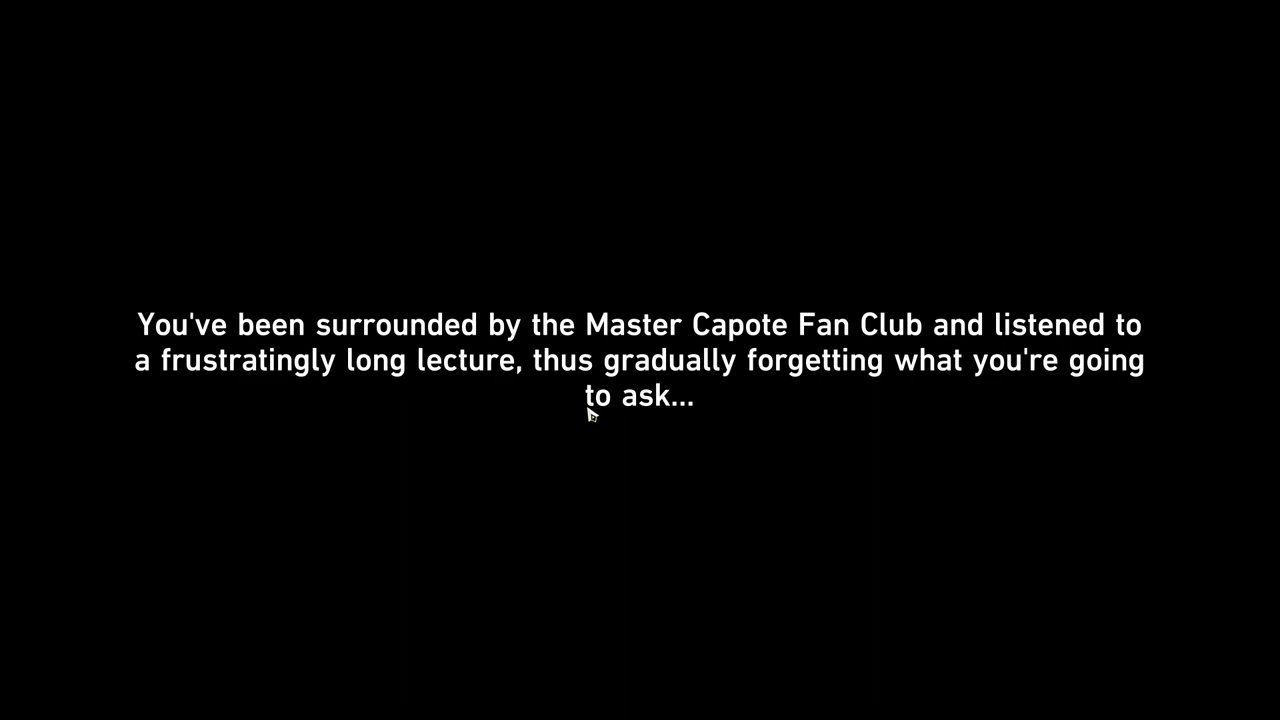 You've been surrounded by the Master Capote Fan Club and listened to
a frustratingly long lecture, thus gradually forgetting what you're going
to ask...